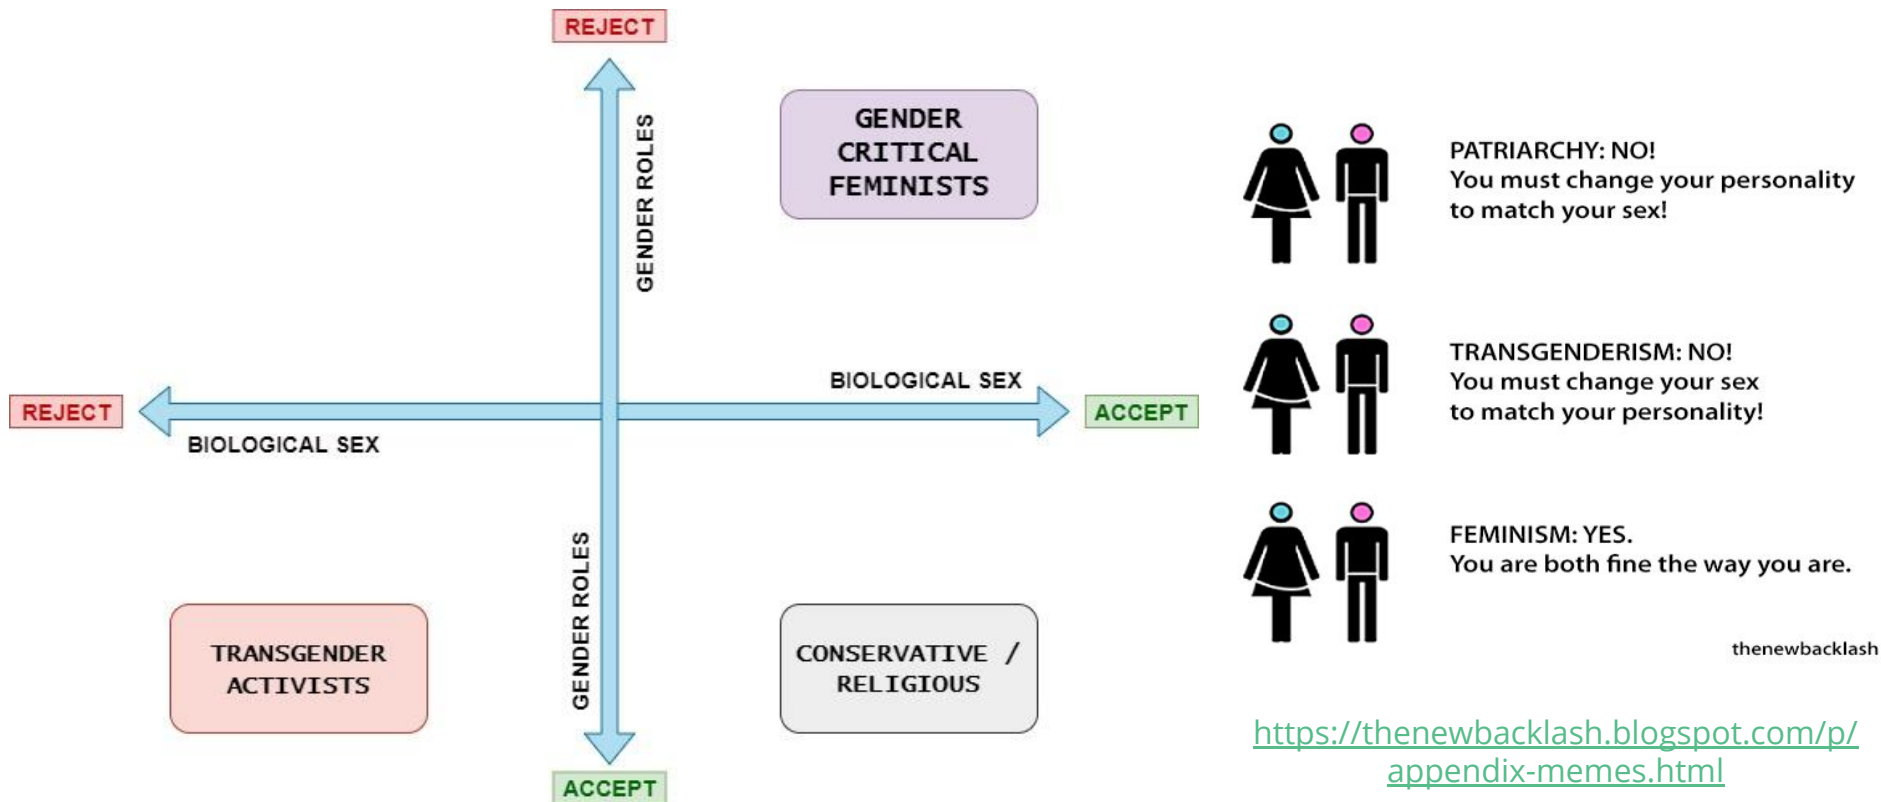 REJECT
GENDER ROLES
GENDER
CRITICAL
FEMINISTS
BIOLOGICAL SEX
REJECT
ACCEPT
BIOLOGICAL SEX
GENDER ROLES
TRANSGENDER
ACTIVISTS
CONSERVATIVE /
RELIGIOUS
ACCEPT
PATRIARCHY: NO!
You must change your personality
to match your sex!
TRANSGENDERISM: NO!
You must change your sex
to match your personality!
FEMINISM: YES.
You are both fine the way you are.
thenewbacklash
https://thenewbacklash.blogspot.com/p/
appendix-memes.html